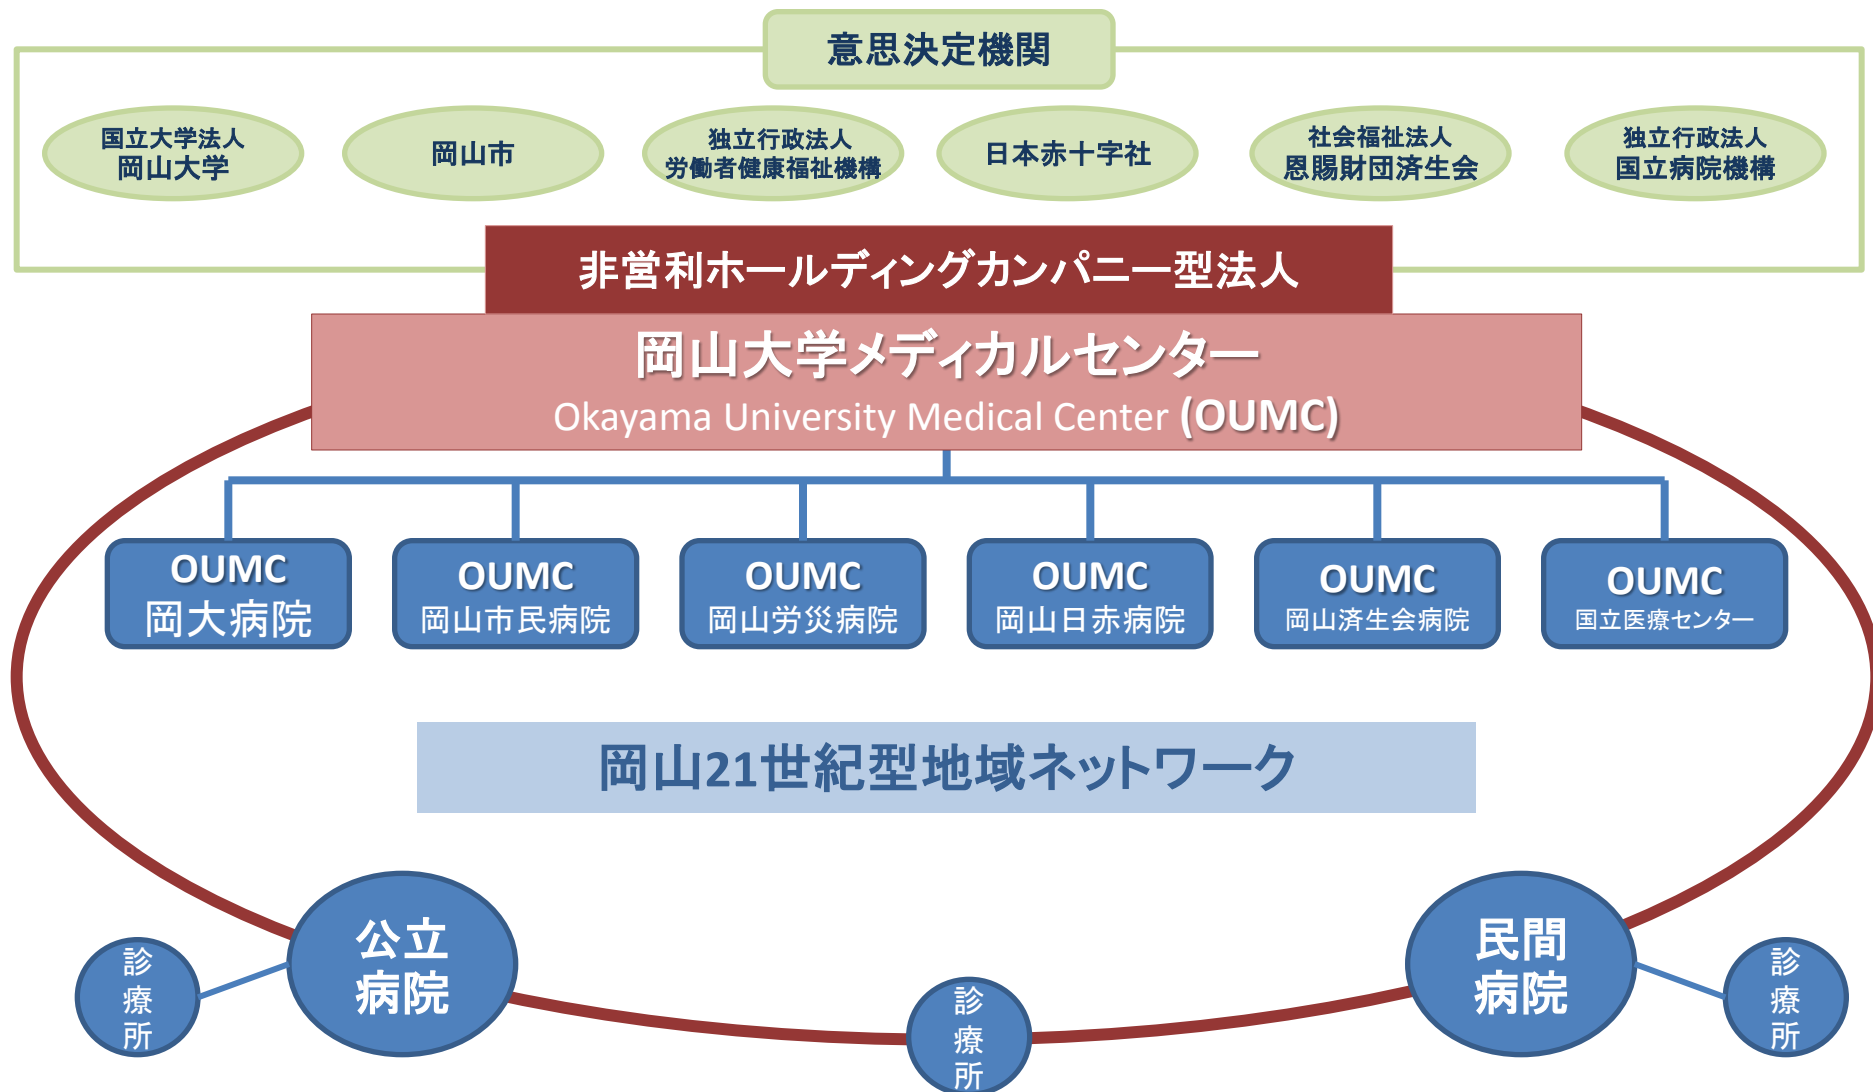 意思決定機関
国立大学法人
岡山大学
岡山市
独立行政法人
労働者健康福祉機構
日本赤十字社
社会福祉法人
恩賜財団済生会
独立行政法人
国立病院機構
非営利ホールディングカンパニー型法人
岡山大学メディカルセンター
Okayama University Medical Center (OUMC)
OUMC
岡大病院
OUMC
岡山市民病院
OUMC
岡山労災病院
OUMC
岡山日赤病院
OUMC
岡山済生会病院
OUMC
国立医療センター
岡山21世紀型地域ネットワーク
公立
病院
民間
病院
診
療
所
診
療
所
診
療
所